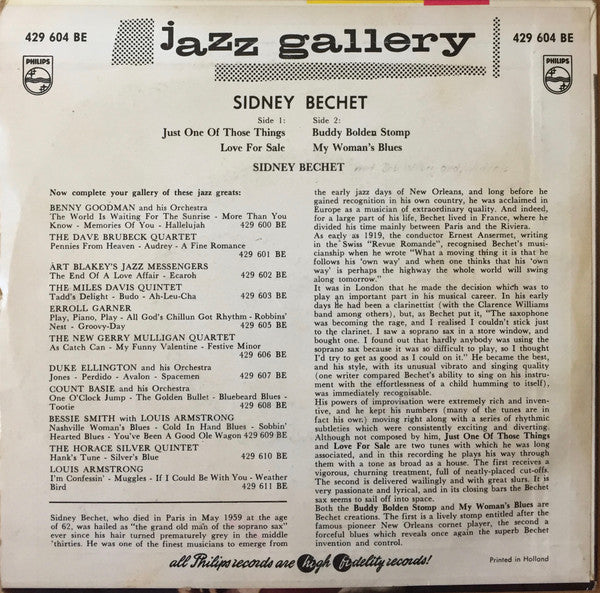 429 604 BE
jazz gallery
429 604 BE
PHILIPS
PHILIPS
SIDNEY BECHET
Side 1:
Just One Of Those Things
Love For Sale
Side 2:
Buddy Bolden Stomp
My Woman's Blues
SIDNEY BECHET
Now complete your gallery of these jazz greats:
BENNY GOODMAN and his Orchestra
The World Is Waiting For The Sunrise - More Than You
Know - Memories Of You - Hallelujah 429 600 BE
THE DAVE BRUBECK QUARTET
Pennies From Heaven - Audrey - A Fine Romance
429 601 BE
ART BLAKEY'S JAZZ MESSENGERS
The End Of A Love Affair - Ecaroh 429 602 BE
THE MILES DAVIS QUINTET
Tadd's Delight - Budo - Ah-Leu-Cha 429 603 BE
ERROLL GARNER
Play, Piano, Play - All God's Chillun Got Rhythm - Robbins'
Nest - Groovy-Day 429 605 BE
THE NEW GERRY MULLIGAN QUARTET
As Catch Can - My Funny Valentine - Festive Minor
429 606 BE
DUKE ELLINGTON and his Orchestra
Jones - Perdido - Avalon - Spacemen 429 607 BE
COUNT BASIE and his Orchestra
One O'Clock Jump - The Golden Bullet - Bluebeard Blues -
Tootie 429 608 BE
BESSIE SMITH with LOUIS ARMSTRONG
Nashville Woman's Blues - Cold In Hand Blues - Sobbin'
Hearted Blues - You've Been A Good Ole Wagon 429 609 BE
THE HORACE SILVER QUINTET
Hank's Tune - Silver's Blue 429 610 BE
LOUIS ARMSTRONG
I'm Confessin' - Muggles - If I Could Be With You - Weather
Bird 429 611 BE
Sidney Bechet, who died in Paris in May 1959 at the
age of 62, was hailed as "the grand old man of the soprano sax"
ever since his hair turned prematurely grey in the middle
'thirties. He was one of the finest musicians to emerge from
the early jazz days of New Orleans, and long before he
gained recognition in his own country, he was acclaimed in
Europe as a musician of extraordinary quality. And indeed,
for a large part of his life, Bechet lived in France, where he
divided his time mainly between Paris and the Riviera.
As early as 1919, the conductor Ernest Ansermet, writing
in the Swiss "Revue Romande", recognised Bechet's musi-
cianship when he wrote "What a moving thing it is that he
follows his 'own way' and when one thinks that his 'own
way' is perhaps the highway the whole world will swing
along tomorrow."
It was in London that he made the decision which was to
play an important part in his musical career. In his early
days he had been a clarinettist (with the Clarence Williams
band among others), but, as Bechet put it, "The saxophone
was becoming the rage, and I realised I couldn't stick just
to the clarinet. I saw a soprano sax in a store window, and
bought one. I found out that hardly anybody was using the
soprano sax because it was so difficult to play, so I thought
I'd try to get as good as I could on it." He became the best,
and his style, with its unusual vibrato and singing quality
(one writer compared Bechet's ability to sing on his instru-
ment with the effortlessness of a child humming to itself),
was immediately recognisable.
His powers of improvisation were extremely rich and inven-
tive, and he kept his numbers (many of the tunes are in
fact his own) moving right along with a series of rhythmic
subtleties which were consistently exciting and diverting.
Although not composed by him, Just One Of Those Things
and Love For Sale are two tunes with which he was long
associated, and in this recording he plays his way through
them with a tone as broad as a house. The first receives a
vigorous, churning treatment, full of neatly-placed cut-offs.
The second is delivered wailingly and with great slurs. It is
very passionate and lyrical, and in its closing bars the Bechet
sax seems to sail off into space.
Both the Buddy Bolden Stomp and My Woman's Blues are
Bechet creations. The first is a lively stomp entitled after the
famous pioneer New Orleans cornet player, the second a
forceful blues which reveals once again the superb Bechet
invention and control.
all Philips records are high fidelity records!
Printed in Holland